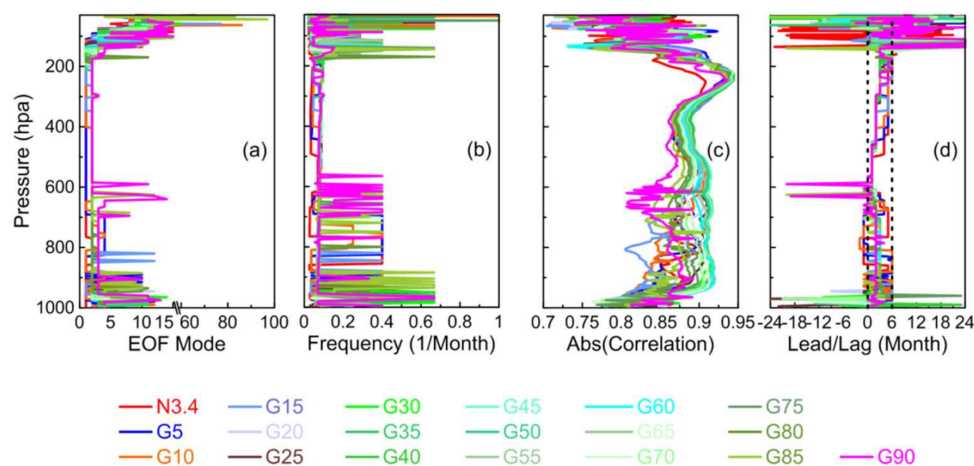 Pressure (hpa)
200
400
600
800
1000
(a)
(b)
(c)
(d)
0 5 10 15 60 80 100
0 0.2 0.4 0.6 0.8 1
0.7 0.75 0.8 0.85 0.9 0.95
-24 -18 -12 -6 0 6 12 18 24
EOF Mode
Frequency (1/Month)
Abs(Correlation)
Lead/Lag (Month)
N3.4 G15 G30 G45 G60 G75
G5 G20 G35 G50 G65 G80
G10 G25 G40 G55 G70 G85 G90